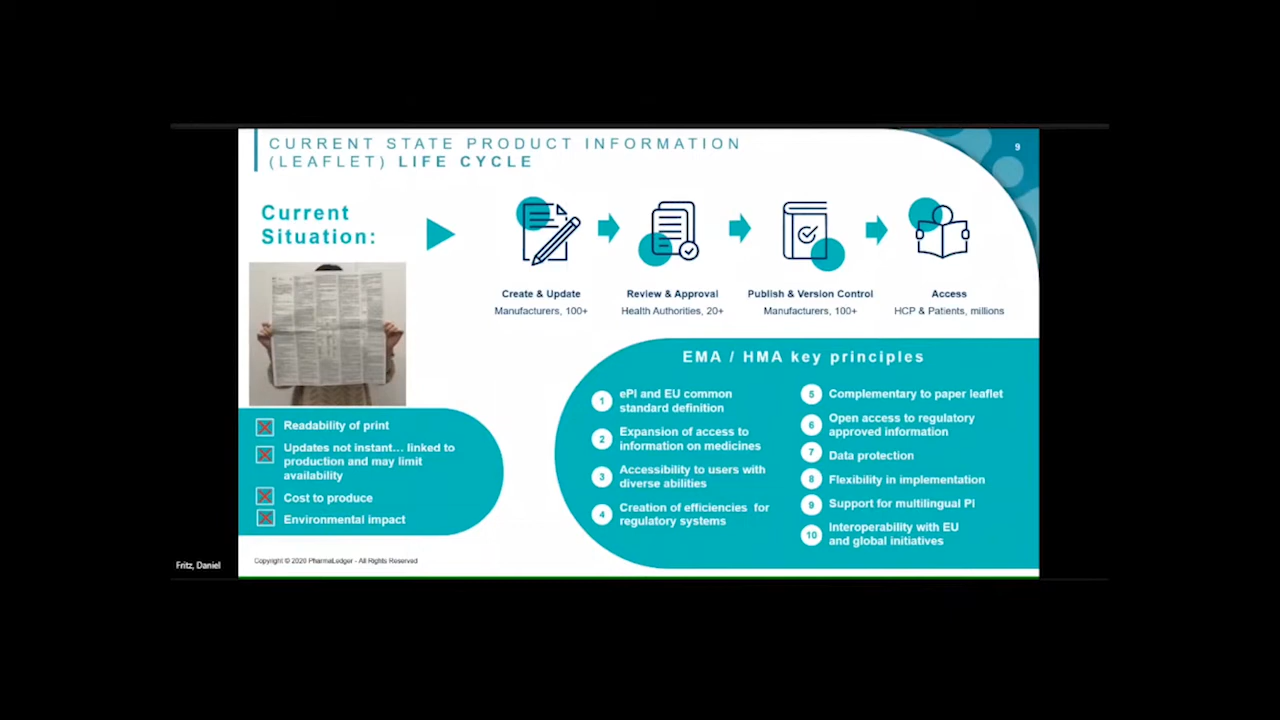 CURRENT STATE PRODUCT INFORMATION
(LEAFLET) LIFE CYCLE
9
Current
Situation:
Create & Update
Manufacturers, 100+
Review & Approval
Health Authorities, 20+
Publish & Version Control
Manufacturers, 100+
Access
HCP & Patients, millions
Readability of print
Updates not instant... linked to
production and may limit
availability
Cost to produce
Environmental impact
EMA / HMA key principles
1 ePI and EU common
standard definition
2 Expansion of access to
information on medicines
3 Accessibility to users with
diverse abilities
4 Creation of efficiencies for
regulatory systems
5 Complementary to paper leaflet
6 Open access to regulatory
approved information
7 Data protection
8 Flexibility in implementation
9 Support for multilingual PI
10 Interoperability with EU
and global initiatives
Copyright © 2020 PharmaLedger - All Rights Reserved
Fritz, Daniel